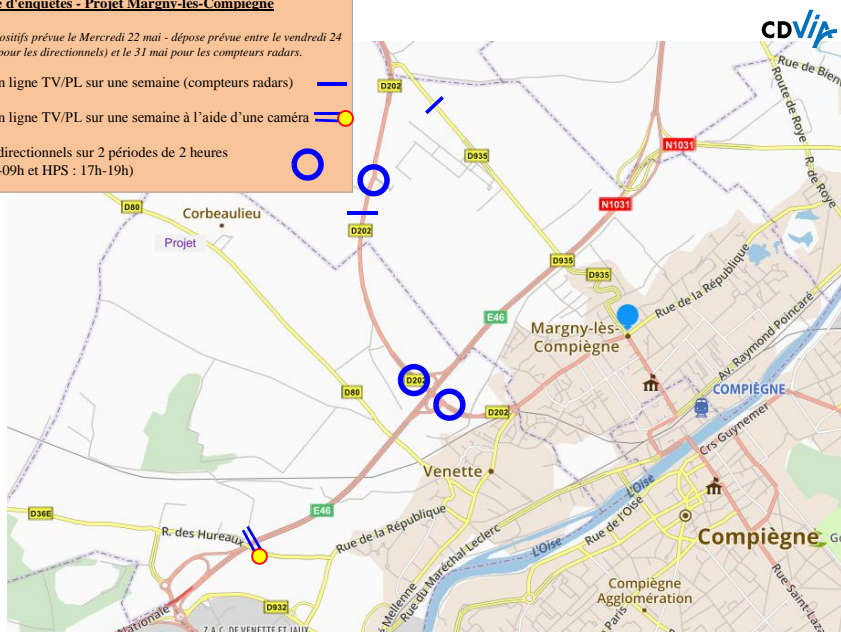 d'enquêtes - Projet Margny-lès-Compiègne
prévue le Mercredi 22 mai - dépose prévue entre le vendredi 24
pour les directionnels) et le 31 mai pour les compteurs radars.
en ligne TV/PL sur une semaine (compteurs radars)
en ligne TV/PL sur une semaine à l'aide d'une caméra
directionnels sur 2 périodes de 2 heures
-09h et HPS : 17h-19h)
CDVIA
D202
Rue de Bien
Route de Roye
R. de Roye
D935
N1031
N1031
D80
Corbeaulieu
Projet
D202
D935
D935
Rue de la République
E46
Margny-lès-
Compiègne
Av. Raymond Poincaré
D202
D80
COMPIÈGNE
D202
Crs Guynemer
Venette
L'Oise
D36E
E46
R. des Hureaux
Rue de la République
Rue de l'Oise
Compiègne
L'Oise
Rue du Maréchal Leclerc
Compiègne
Agglomération
Rue Saint-Laz
Mellenne
D932
Nationale
Paris
Z.A.C. DE VENETTE ET JAUX